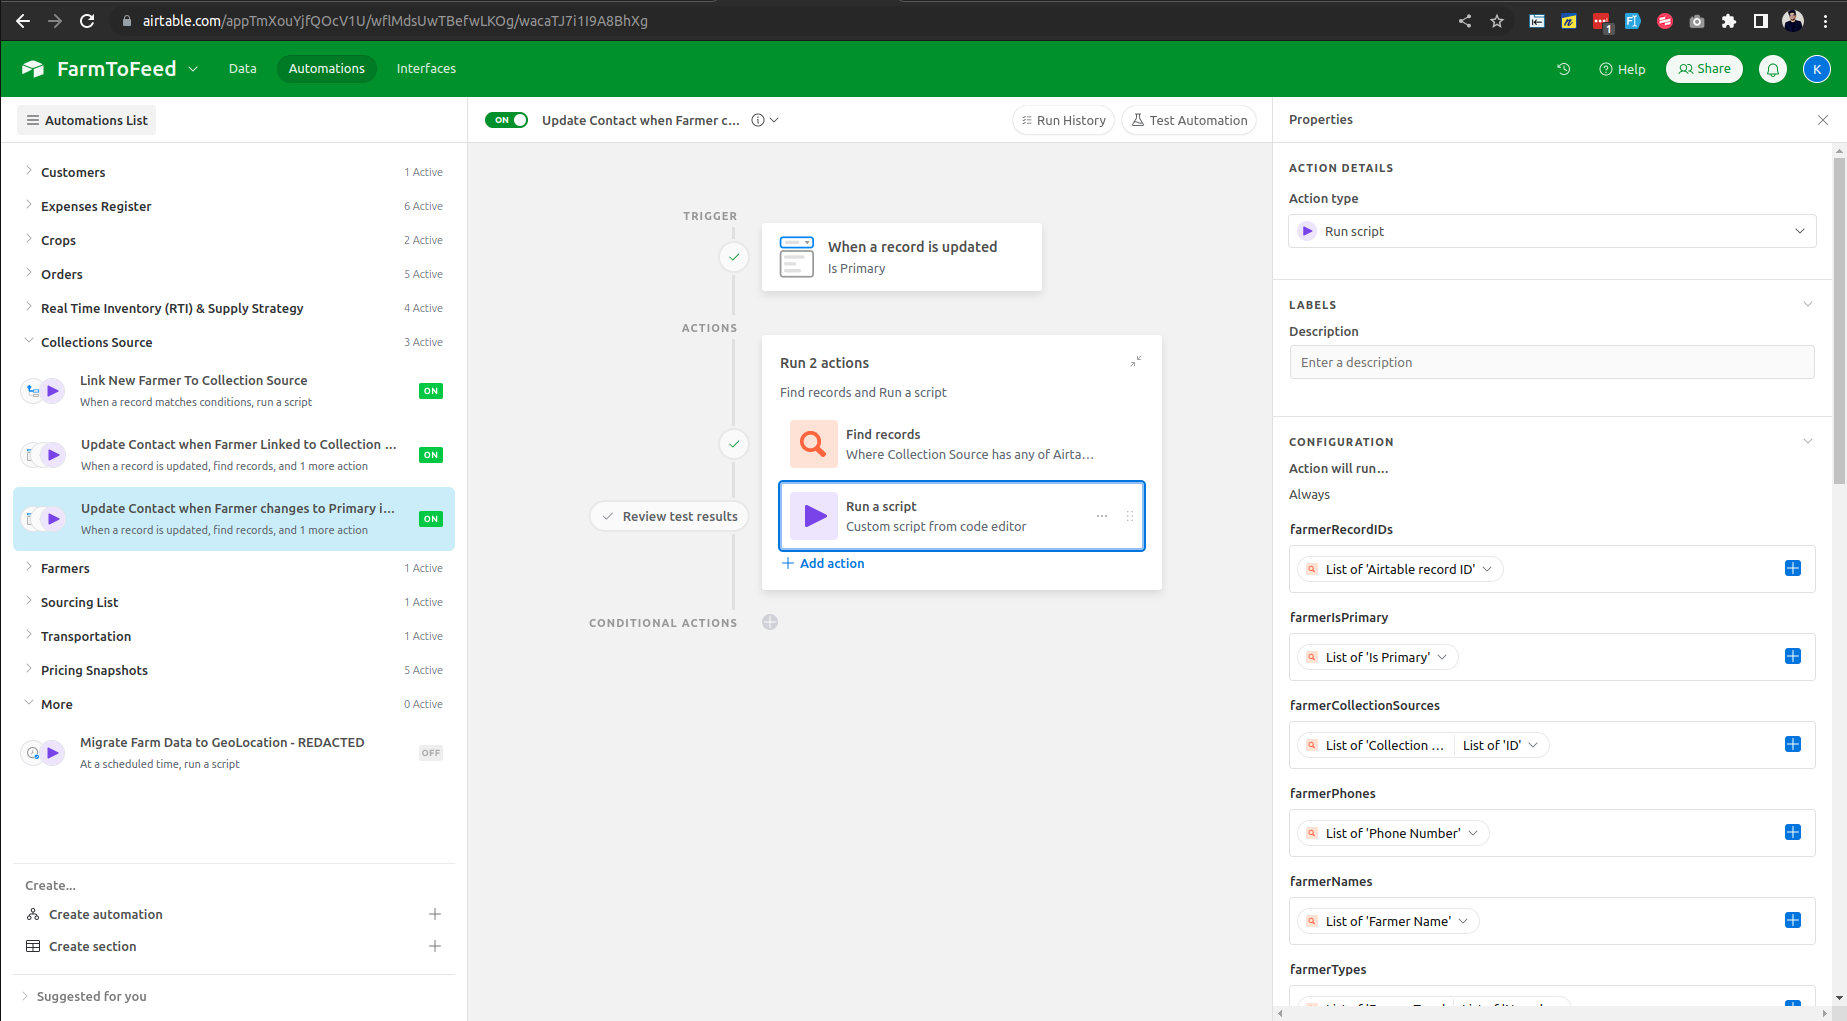 airtable.com/appTmXouYjfQOcV1U/wflMdsUwTBefwLKOg/wacaTJ7i1I9A8BhXg
1
FarmToFeed
Data
Automations
Interfaces
Help
Share
K
Automations List
ON
Update Contact when Farmer c...
Run History
Test Automation
Properties
Customers
1 Active
Expenses Register
6 Active
Crops
2 Active
Orders
5 Active
Real Time Inventory (RTI) & Supply Strategy
4 Active
Collections Source
3 Active
Link New Farmer To Collection Source
When a record matches conditions, run a script
ON
Update Contact when Farmer Linked to Collection ...
When a record is updated, find records, and 1 more action
ON
Update Contact when Farmer changes to Primary i...
When a record is updated, find records, and 1 more action
ON
Farmers
1 Active
Sourcing List
1 Active
Transportation
1 Active
Pricing Snapshots
5 Active
More
0 Active
Migrate Farm Data to GeoLocation - REDACTED
At a scheduled time, run a script
OFF
Create...
Create automation
Create section
Suggested for you
TRIGGER
When a record is updated
Is Primary
ACTIONS
Run 2 actions
Find records and Run a script
Find records
Where Collection Source has any of Airta...
Review test results
Run a script
Custom script from code editor
Add action
CONDITIONAL ACTIONS
ACTION DETAILS
Action type
Run script
LABELS
Description
Enter a description
CONFIGURATION
Action will run...
Always
farmerRecordIDs
List of 'Airtable record ID'
farmerIsPrimary
List of 'Is Primary'
farmerCollectionSources
List of 'Collection ...
List of 'ID'
farmerPhones
List of 'Phone Number'
farmerNames
List of 'Farmer Name'
farmerTypes